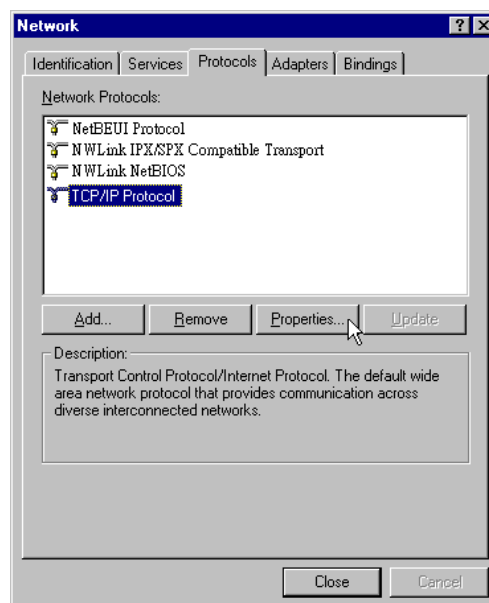 Network
Identification Services Protocols Adapters Bindings
Network Protocols:
NetBEUI Protocol
NWLink IPX/SPX Compatible Transport
NWLink NetBIOS
TCP/IP Protocol
Add... Remove Properties... Update
Description:
Transport Control Protocol/Internet Protocol. The default wide
area network protocol that provides communication across
diverse interconnected networks.
Close Cancel